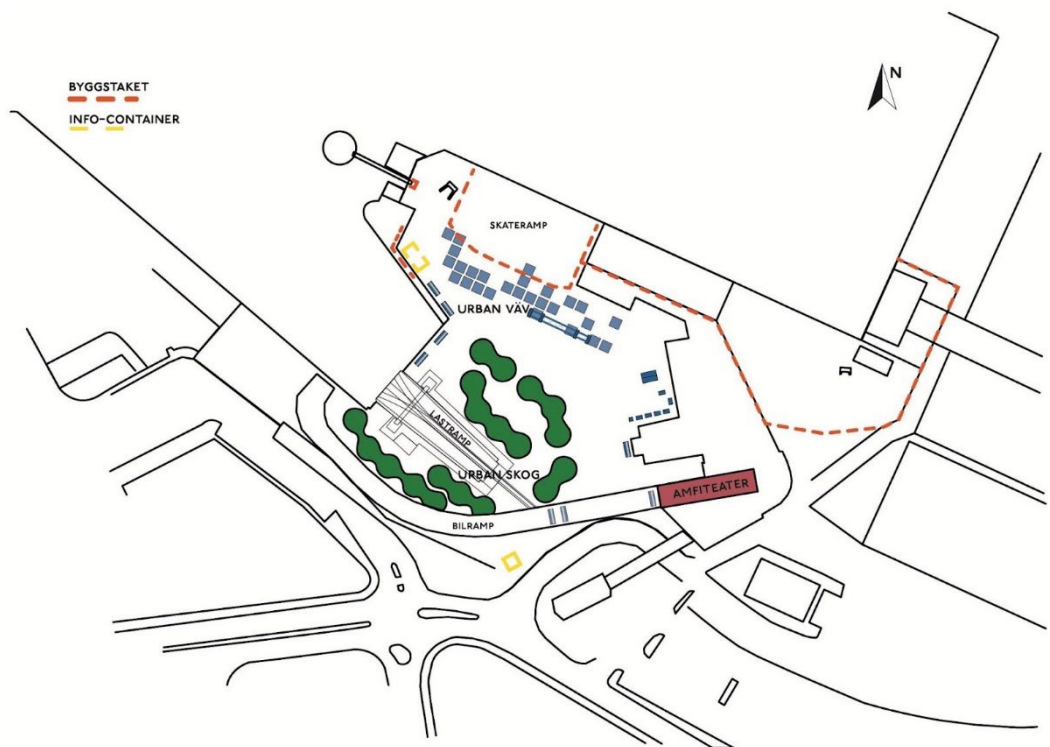 N
BYGGSTAKET
INFO-CONTAINER
SKATERAMP
URBAN VÄV
LASTRAMP
URBAN SKOG
AMFITEATER
BILRAMP